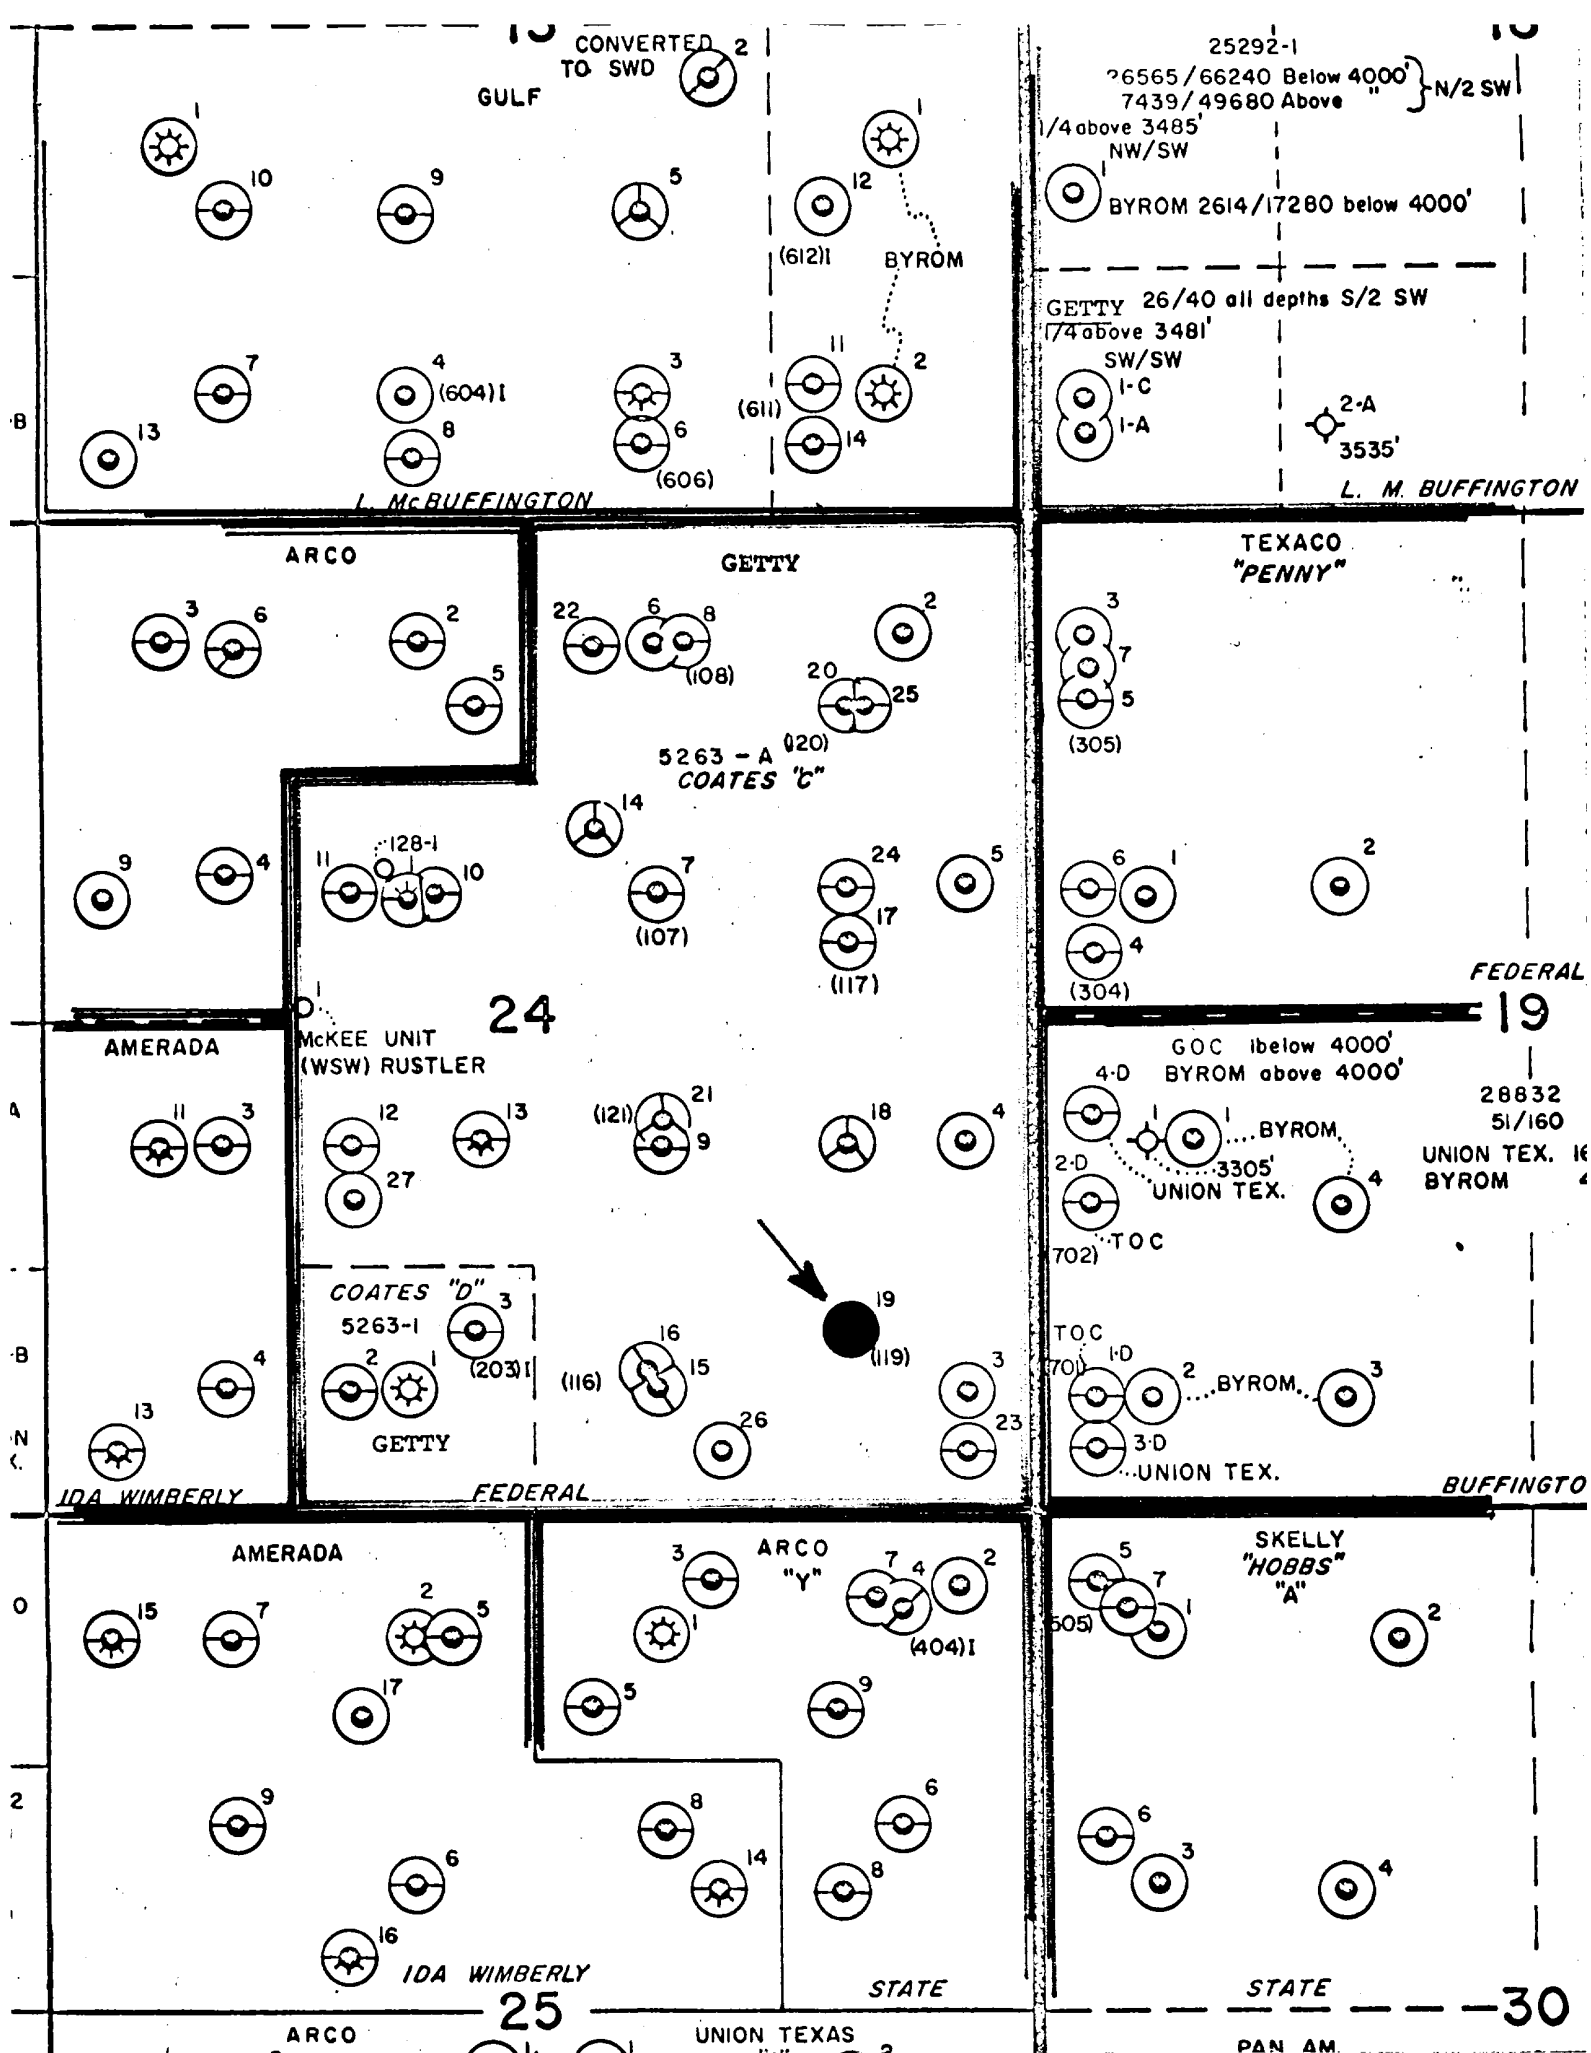 CONVERTED 2
TO SWD
GULF
1
10
9
5
12
1
(612)I
BYROM
7
4
(604)I
3
11
2
(611)
13
8
6
14
(606)
L. McBUFFINGTON
25292-1
6565/66240 Below 4000'
7439/49680 Above "
N/2 SW
1/4 above 3485'
NW/SW
1
BYROM 2614/17280 below 4000'
GETTY 26/40 all depths S/2 SW
1/4 above 3481'
SW/SW
1-C
1-A
2-A
3535'
L. M. BUFFINGTON
B
ARCO
3
6
2
5
9
4
GETTY
22
6
8
(108)
2
20
25
(120)
5263-A
COATES "C"
14
128-1
11
10
7
(107)
24
5
17
(117)
1
24
McKEE UNIT
(WSW) RUSTLER
TEXACO
"PENNY"
3
7
5
(305)
6
1
2
4
(304)
FEDERAL
19
AMERADA
A
11
3
12
13
(121)
21
9
18
4
27
GOC 1below 4000'
BYROM above 4000'
4-D
1
1
BYROM
3305'
2-D
UNION TEX.
4
TOC
702)
28832
51/160
UNION TEX. 16
BYROM 4
COATES "D"
5263-1
3
(203)I
2
1
GETTY
19
(119)
16
(116)
15
26
3
23
B
4
13
N
IDA WIMBERLY
FEDERAL
TOC
701)
1-D
2
BYROM
3
3-D
UNION TEX.
BUFFINGTO
AMERADA
15
7
2
5
17
9
6
16
IDA WIMBERLY
O
2
ARCO
"Y"
3
1
7
4
2
(404)I
5
9
8
6
14
8
STATE
SKELLY
"HOBBS"
"A"
5
7
1
505)
2
6
3
4
STATE
25
30
ARCO
UNION TEXAS
2
PAN AM.